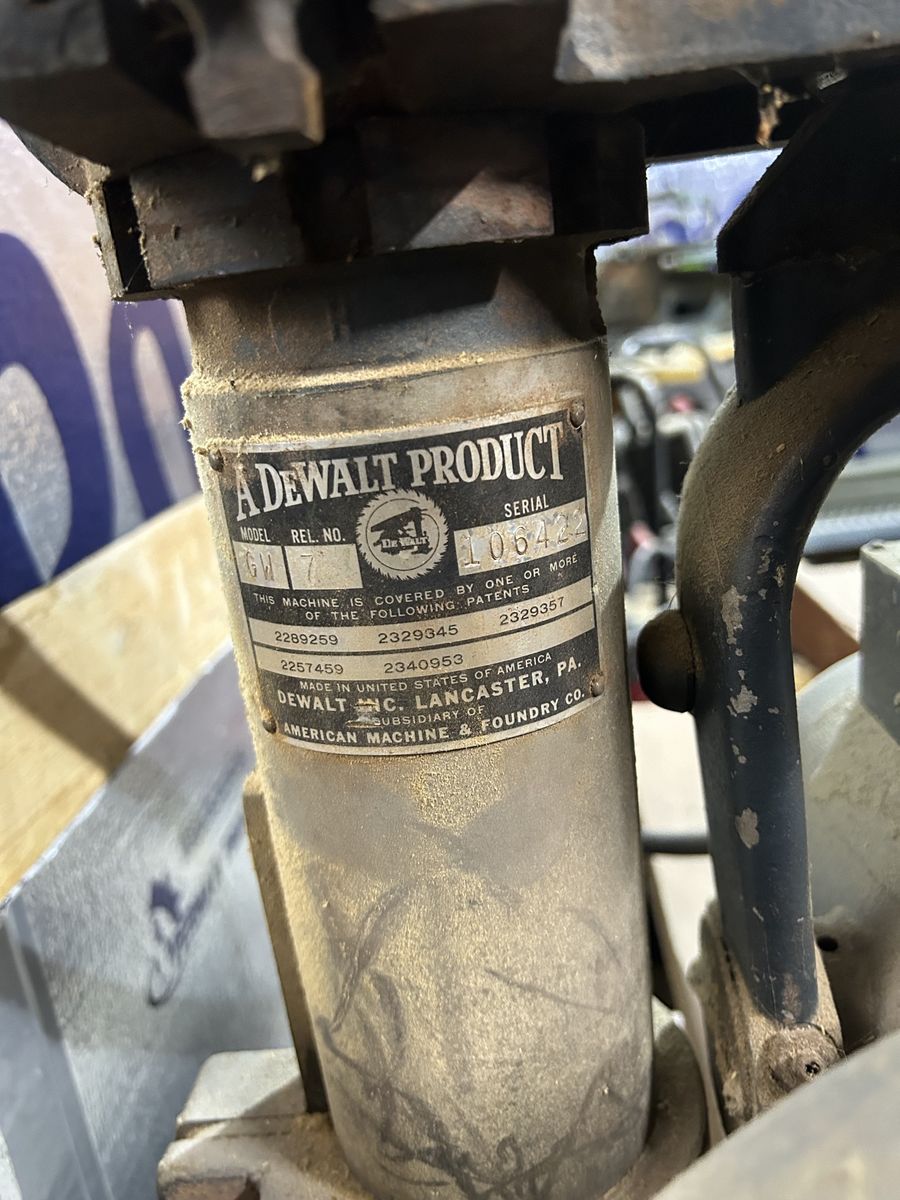 A DEWALT PRODUCT
MODEL REL. NO. SERIAL
GW 7 106422
DE WALT
THIS MACHINE IS COVERED BY ONE OR MORE
OF THE FOLLOWING PATENTS
2289259 2329345 2329357
2257459 2340953
MADE IN UNITED STATES OF AMERICA
DEWALT INC. LANCASTER, PA.
SUBSIDIARY OF
AMERICAN MACHINE & FOUNDRY CO.